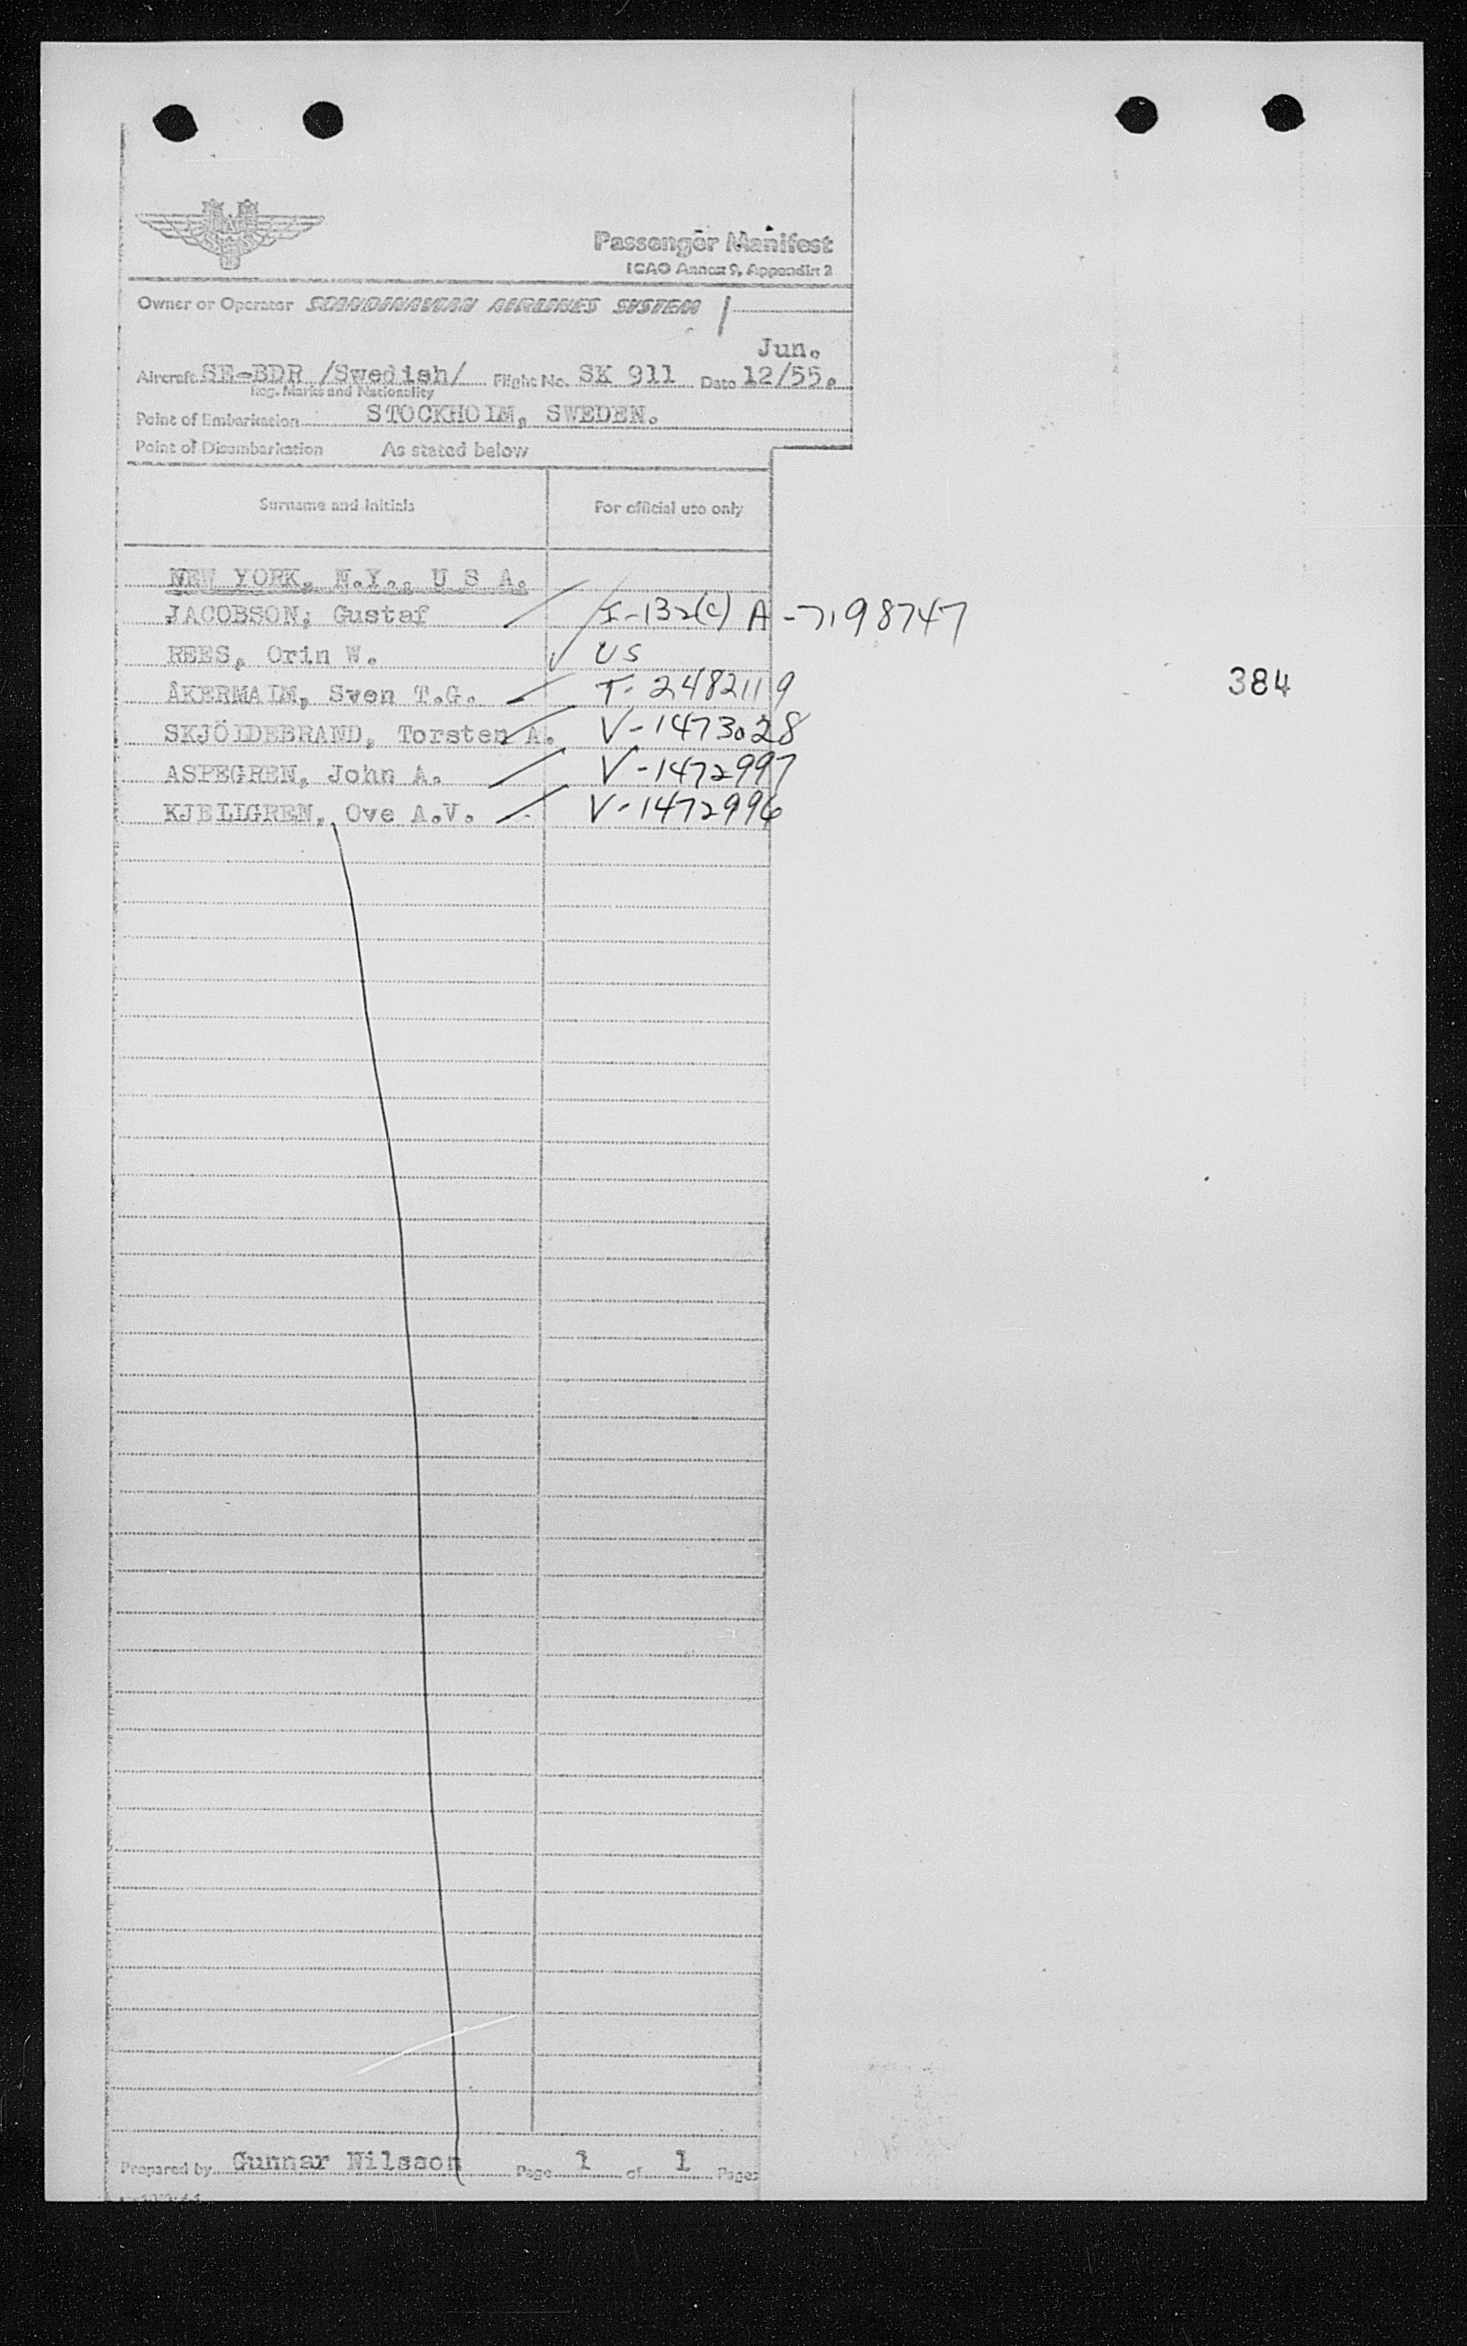 Passenger Manifest
ICAO Annex 9, Appendix 2
Owner or Operator SCANDINAVIAN AIRLINES SYSTEM
Jun.
Aircraft SE-BDR /Swedish/ Flight No. SK 911 Date 12/55.
Reg. Marks and Nationality
Point of Embarkation STOCKHOLM, SWEDEN.
Point of Disembarkation As stated below
Surname and Initials For official use only
NEW YORK, N.Y., U S A.
JACOBSON; Gustaf I-132(c) A-7198747
REES, Orin W. US
384
ÅKERMALM, Sven T.G. T-2482119
SKJÖLDEBRAND, Torsten A. V-1473028
ASPEGREN, John A. V-1472997
KJELLGREN, Ove A.V. V-1472996
Prepared by Gunnar Nilsson Page 1 of 1 Pages